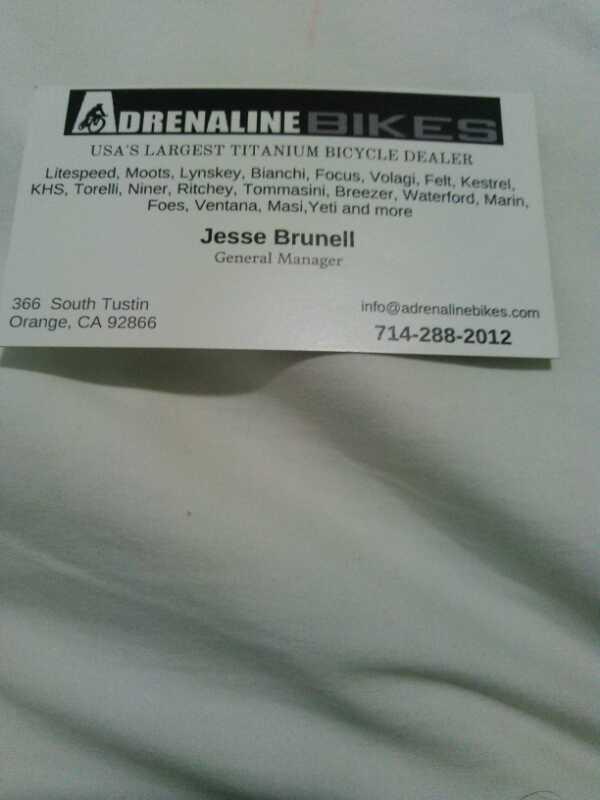 ADRENALINE BIKES
USA'S LARGEST TITANIUM BICYCLE DEALER
Litespeed, Moots, Lynskey, Bianchi, Focus, Volagi, Felt, Kestrel,
KHS, Torelli, Niner, Ritchey, Tommasini, Breezer, Waterford, Marin,
Foes, Ventana, Masi,Yeti and more
Jesse Brunell
General Manager
366 South Tustin
Orange, CA 92866
info@adrenalinebikes.com
714-288-2012